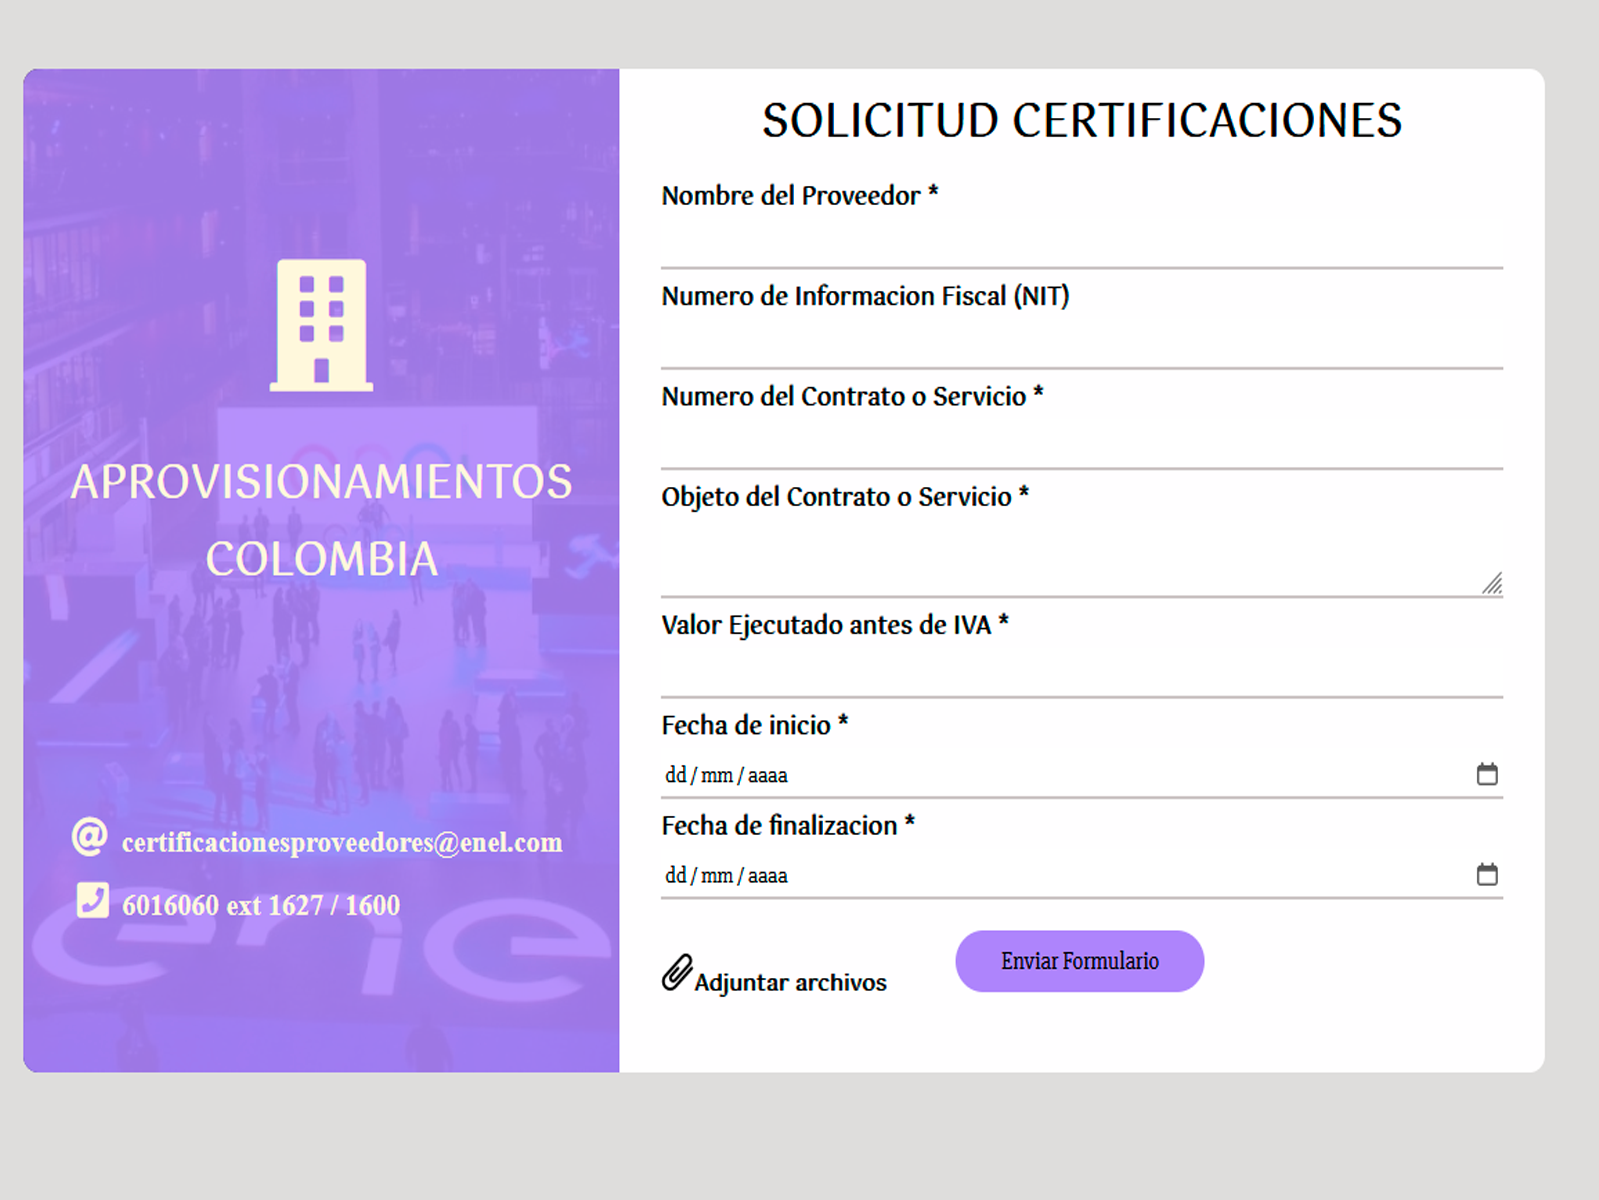 APROVISIONAMIENTOS
COLOMBIA
certificacionesproveedores@enel.com
6016060 ext 1627 / 1600
ene
SOLICITUD CERTIFICACIONES
Nombre del Proveedor *
Numero de Informacion Fiscal (NIT)
Numero del Contrato o Servicio *
Objeto del Contrato o Servicio *
Valor Ejecutado antes de IVA *
Fecha de inicio *
dd / mm / aaaa
Fecha de finalizacion *
dd / mm / aaaa
Adjuntar archivos
Enviar Formulario